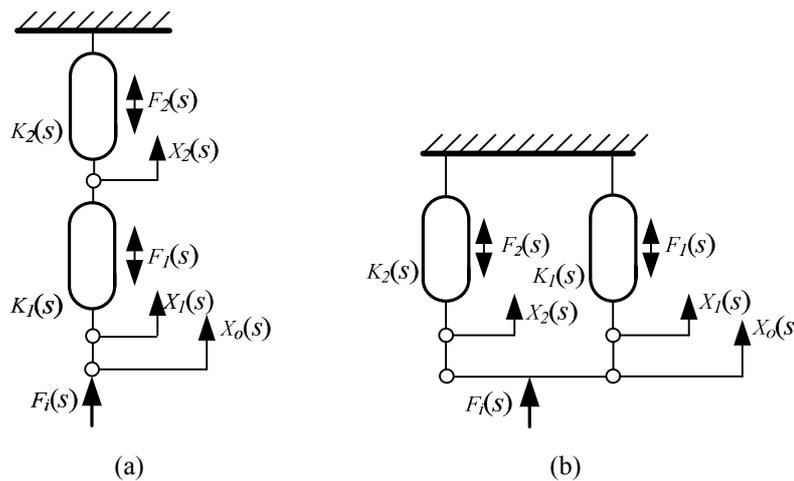 F2(s)
K2(s)
X2(s)
F1(s)
K1(s)
X1(s)
Xo(s)
Fi(s)
(a)
F2(s)
F1(s)
K2(s)
K1(s)
X2(s)
X1(s)
Xo(s
Fi(s)
(b)